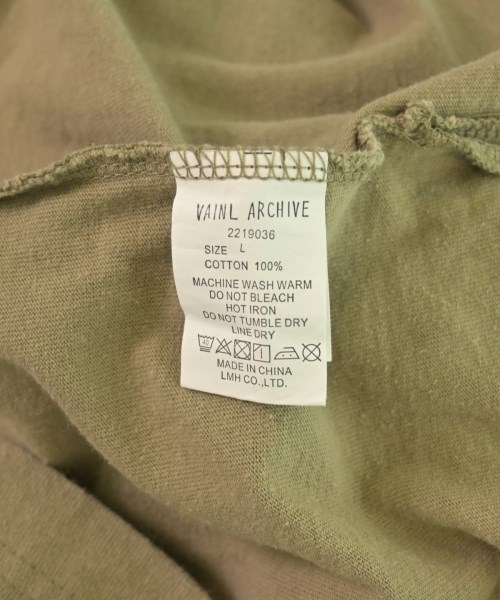 VAINL ARCHIVE
2219036
SIZE L
COTTON 100%
MACHINE WASH WARM
DO NOT BLEACH
HOT IRON
DO NOT TUMBLE DRY
LINE DRY
40
MADE IN CHINA
LMH CO.,LTD.